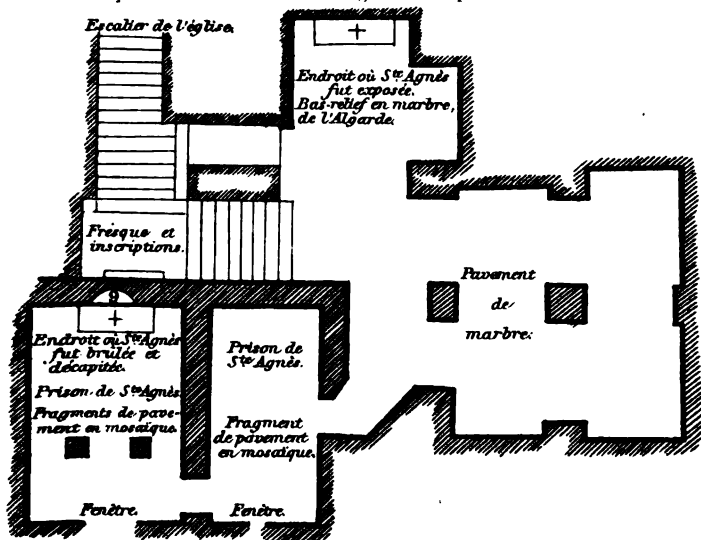 Escalier de l'église.
Endroit où Ste Agnès
fut exposée.
Bas-relief en marbre,
de l'Algarde.
Fresque et
inscriptions.
Pavement
de
marbre.
Endroit où Ste Agnès
fut brûlée et
décapitée.
Prison de Ste Agnès.
Fragments de pave-
ment en mosaïque.
Fenêtre.
Prison de
Ste Agnès.
Fragment
de pavement
en mosaïque.
Fenêtre.